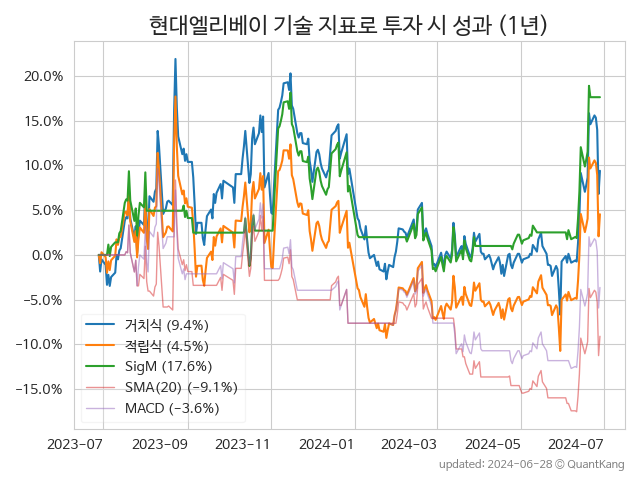 현대엘리베이 기술 지표로 투자 시 성과 (1년)
20.0%
15.0%
10.0%
5.0%
0.0%
−5.0%
−10.0%
−15.0%
거치식 (9.4%)
적립식 (4.5%)
SigM (17.6%)
SMA(20) (−9.1%)
MACD (−3.6%)
2023-07 2023-09 2023-11 2024-01 2024-03 2024-05 2024-07
updated: 2024-06-28 © QuantKang